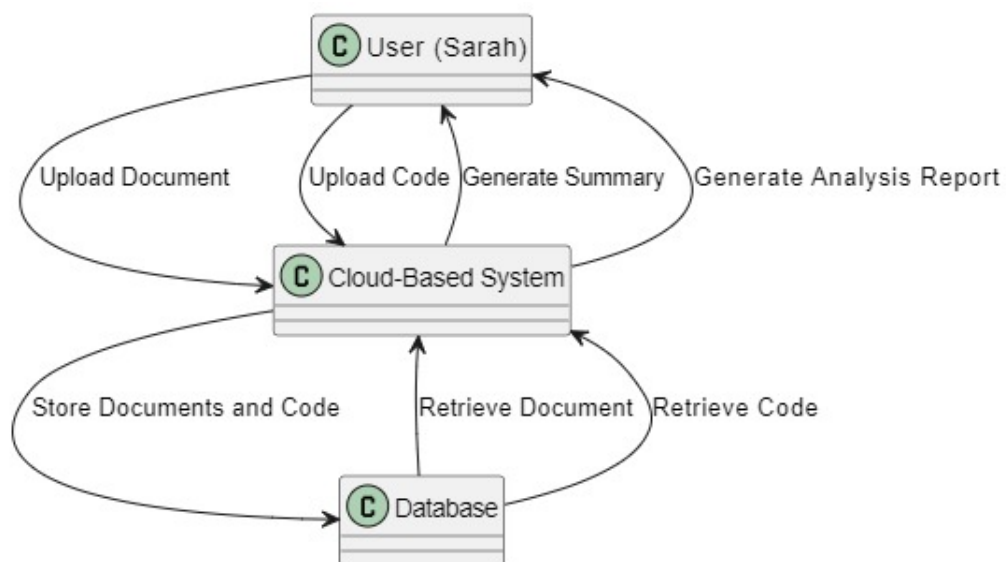 C User (Sarah)
Upload Document
Upload Code
Generate Summary
Generate Analysis Report
C Cloud-Based System
Store Documents and Code
Retrieve Document
Retrieve Code
C Database